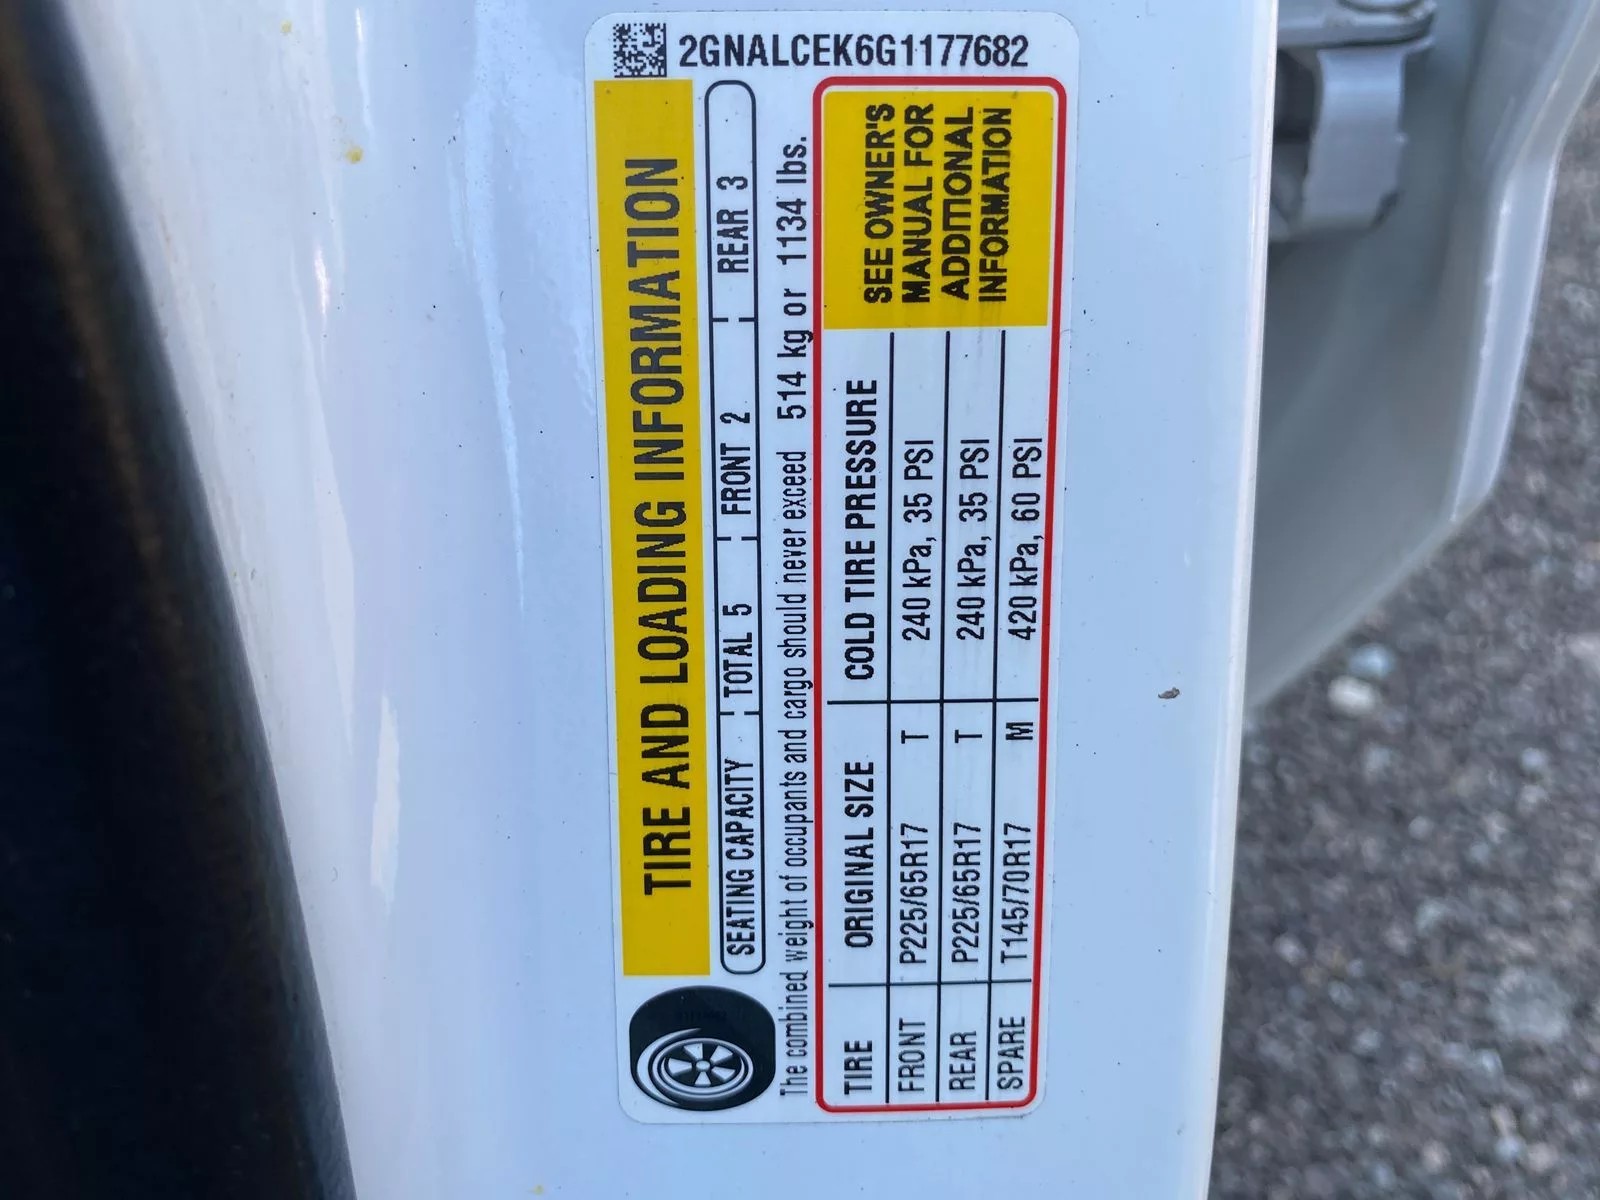 2GNALCEK6G1177682
TIRE AND LOADING INFORMATION
SEATING CAPACITY TOTAL 5 FRONT 2 REAR 3
The combined weight of occupants and cargo should never exceed 514 kg or 1134 lbs.
TIRE ORIGINAL SIZE COLD TIRE PRESSURE
FRONT P225/65R17 T 240 kPa, 35 PSI
REAR P225/65R17 T 240 kPa, 35 PSI
SPARE T145/70R17 M 420 kPa, 60 PSI
SEE OWNER'S
MANUAL FOR
ADDITIONAL
INFORMATION